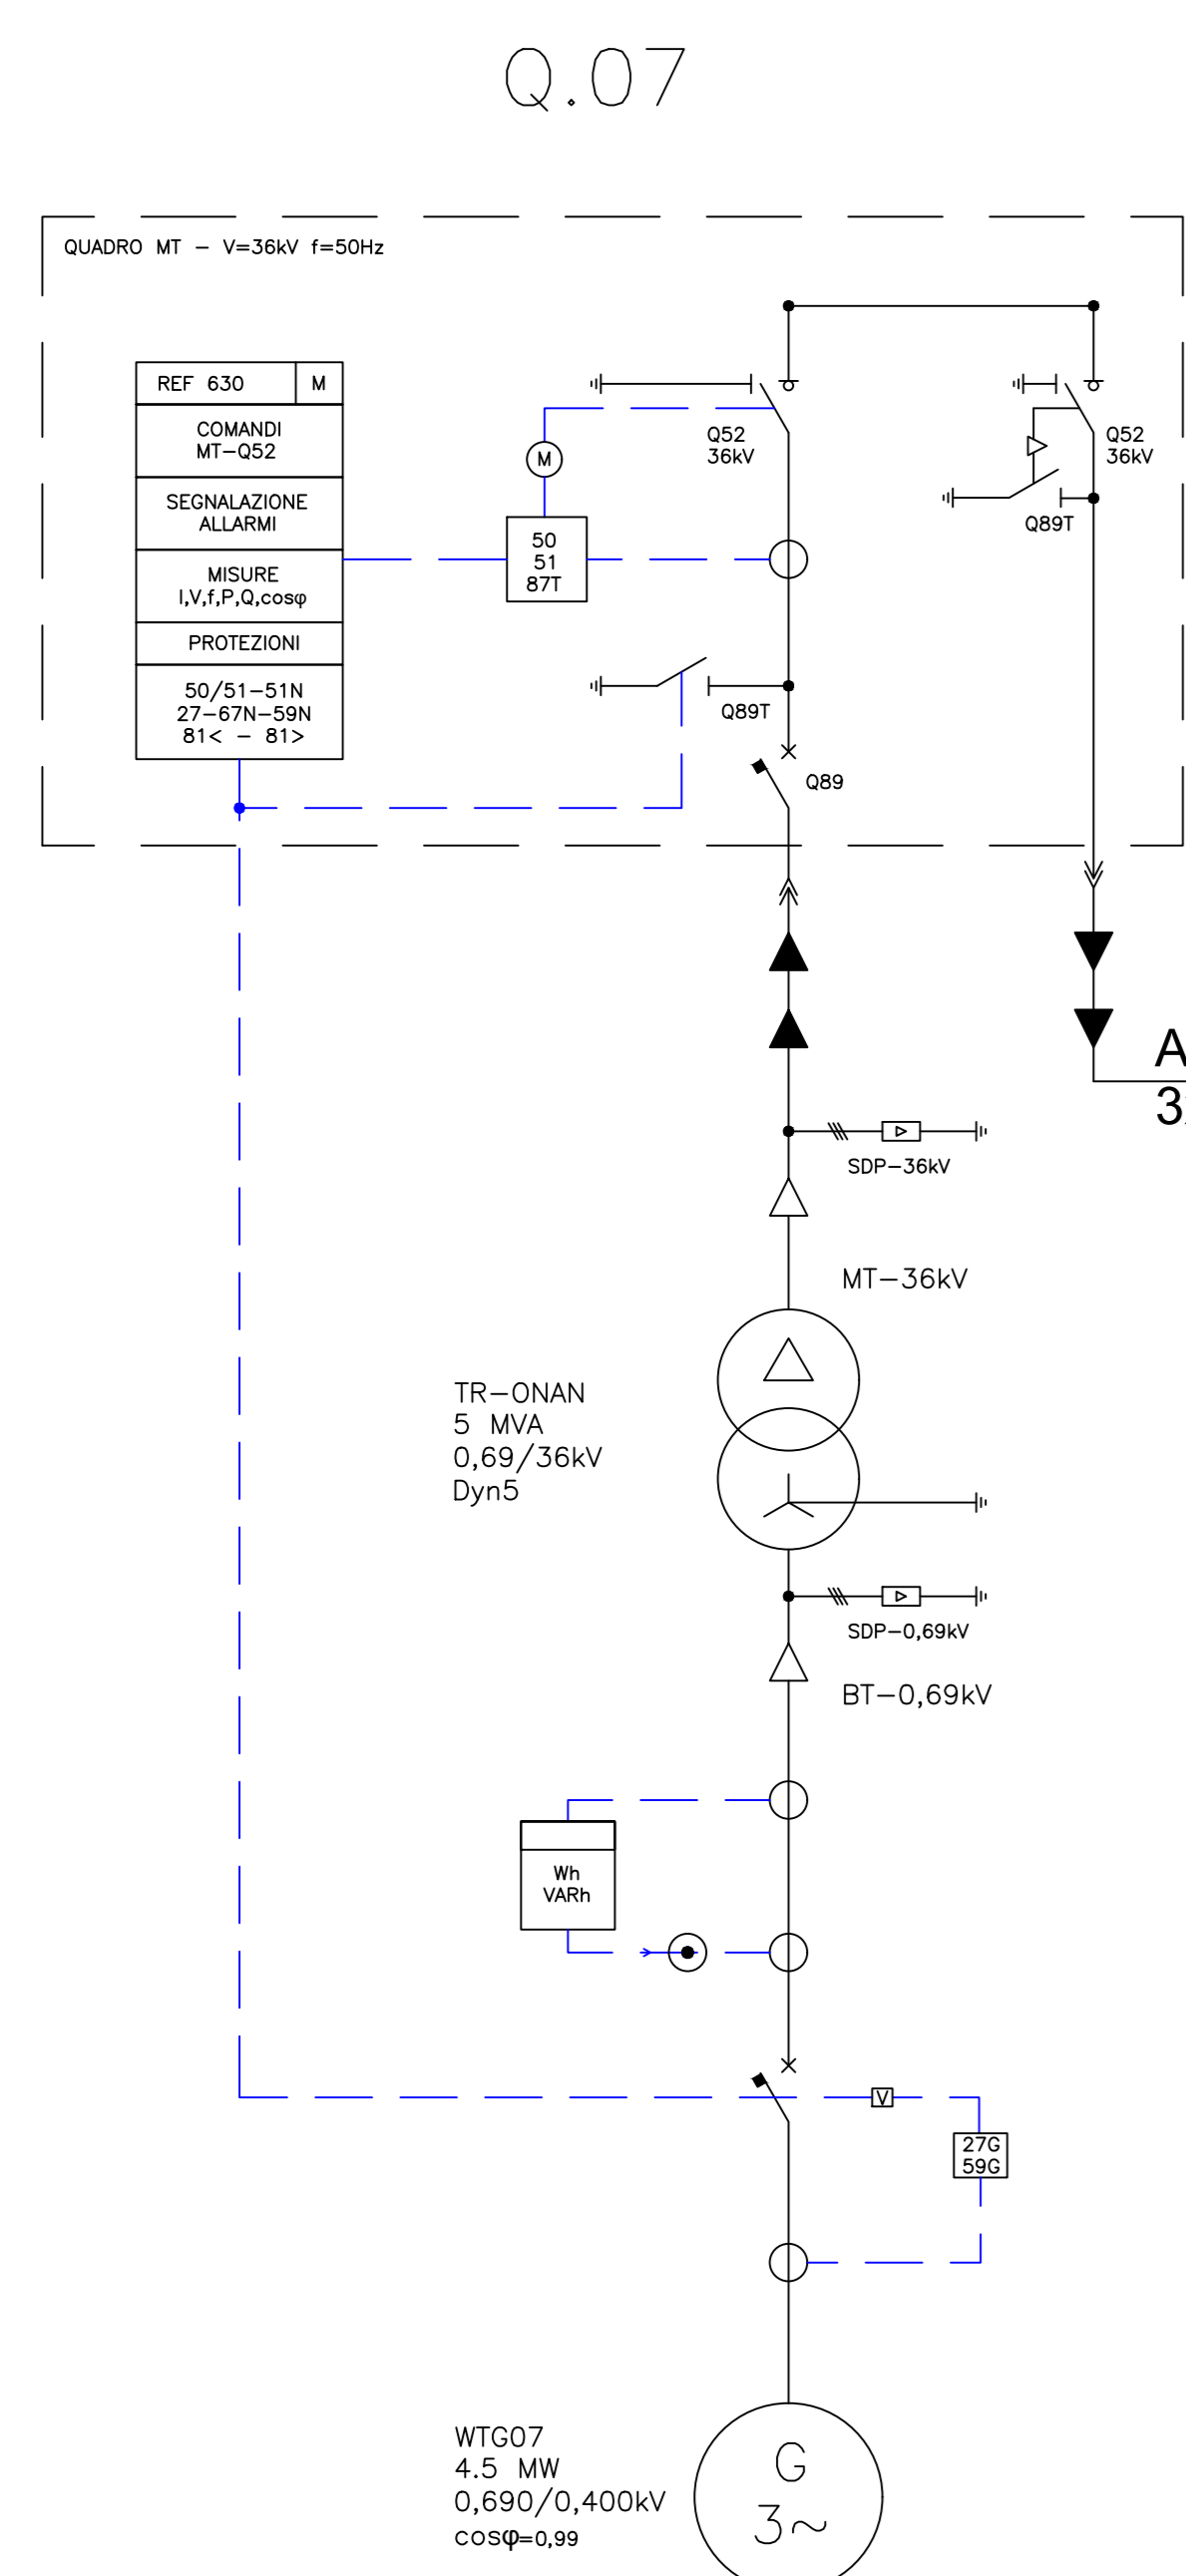 Q.07
QUADRO MT - V=36kV f=50Hz
REF 630 M
COMANDI
MT-Q52
SEGNALAZIONE
ALLARMI
MISURE
I,V,f,P,Q,cosφ
PROTEZIONI
50/51-51N
27-67N-59N
81< - 81>
M
50
51
87T
Q52
36kV
Q89T
Q89
Q52
36kV
Q89T
A
SDP-36kV
MT-36kV
TR-ONAN
5 MVA
0,69/36kV
Dyn5
SDP-0,69kV
BT-0,69kV
Wh
VARh
V
27G
59G
WTG07
4.5 MW
0,690/0,400kV
cosφ=0,99
G
3~